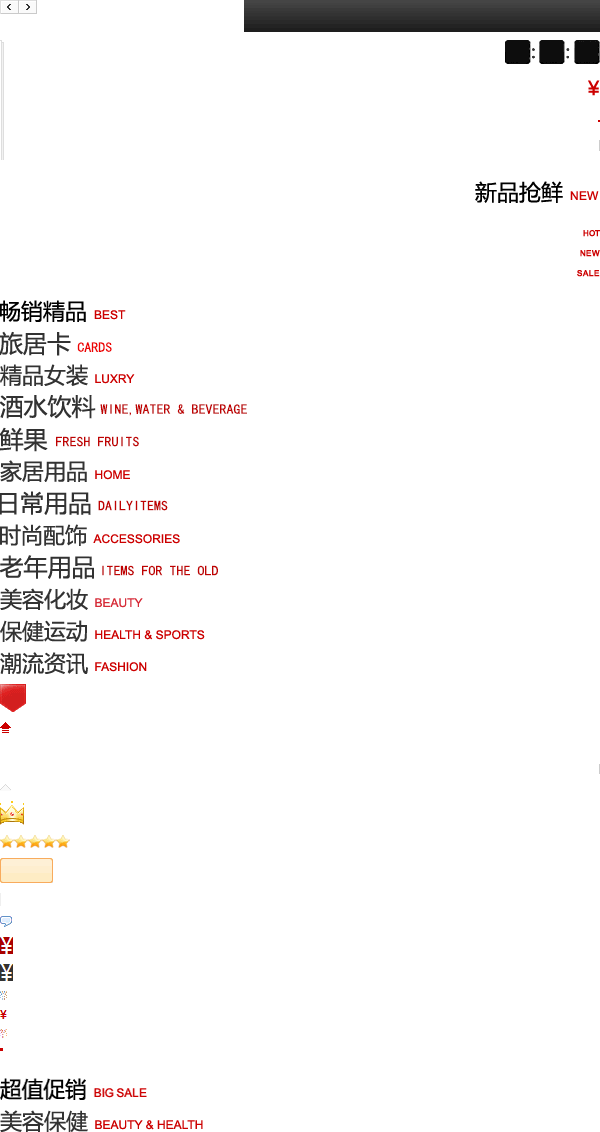 ¥
新品抢鲜 NEW
HOT
NEW
SALE
畅销精品 BEST
旅居卡 CARDS
精品女装 LUXRY
酒水饮料 WINE,WATER & BEVERAGE
鲜果 FRESH FRUITS
家居用品 HOME
日常用品 DAILYITEMS
时尚配饰 ACCESSORIES
老年用品 ITEMS FOR THE OLD
美容化妆 BEAUTY
保健运动 HEALTH & SPORTS
潮流资讯 FASHION
¥
¥
¥
超值促销 BIG SALE
美容保健 BEAUTY & HEALTH